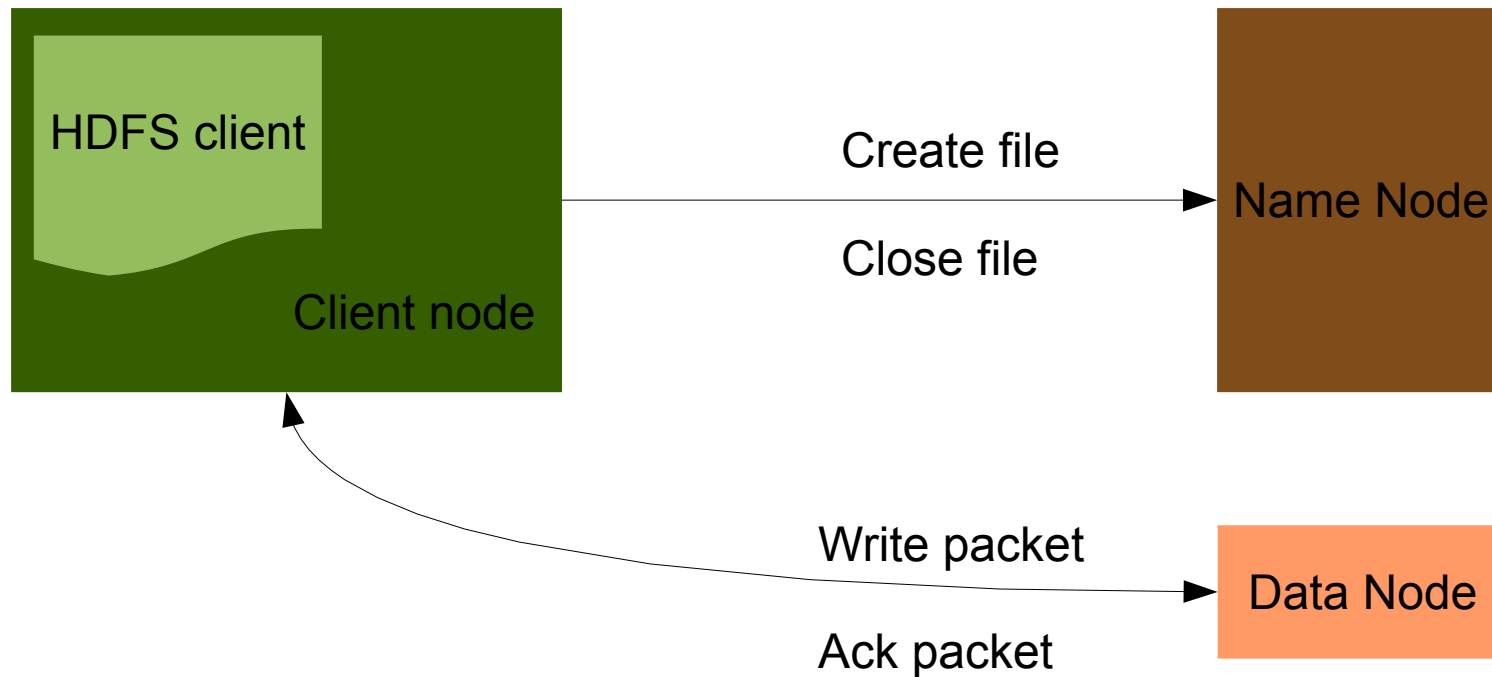 HDFS client
Client node
Create file
Close file
Name Node
Write packet
Ack packet
Data Node